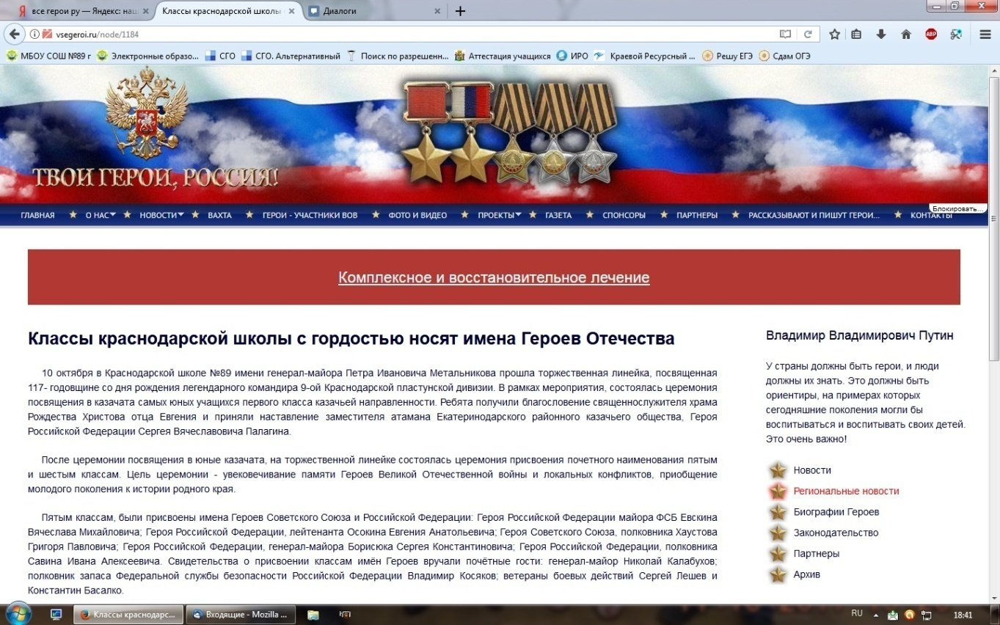 все герои ру — Яндекс: наш
Классы краснодарской школы
Диалоги
vsegeroi.ru/node/1184
ABP
МБОУ СОШ №89 г
Электронные образо...
СГО
СГО. Альтернативный
Поиск по разрешенн...
Аттестация учащихся
ИРО
Краевой Ресурсный ...
Решу ЕГЭ
Сдам ОГЭ
ТВОИ ГЕРОИ, РОССИЯ!
ГЛАВНАЯ
О НАС
НОВОСТИ
ВАХТА
ГЕРОИ - УЧАСТНИКИ ВОВ
ФОТО И ВИДЕО
ПРОЕКТЫ
ГАЗЕТА
СПОНСОРЫ
ПАРТНЕРЫ
РАССКАЗЫВАЮТ И ПИШУТ ГЕРОИ...
КОНТАКТЫ
Блокировать...
Комплексное и восстановительное лечение
Классы краснодарской школы с гордостью носят имена Героев Отечества
10 октября в Краснодарской школе №89 имени генерал-майора Петра Ивановича Метальникова прошла торжественная линейка, посвященная
117- годовщине со дня рождения легендарного командира 9-ой Краснодарской пластунской дивизии. В рамках мероприятия, состоялась церемония
посвящения в казачата самых юных учащихся первого класса казачьей направленности. Ребята получили благословение священнослужителя храма
Рождества Христова отца Евгения и приняли наставление заместителя атамана Екатеринодарского районного казачьего общества, Героя
Российской Федерации Сергея Вячеславовича Палагина.
После церемонии посвящения в юные казачата, на торжественной линейке состоялась церемония присвоения почетного наименования пятым
и шестым классам. Цель церемонии - увековечивание памяти Героев Великой Отечественной войны и локальных конфликтов, приобщение
молодого поколения к истории родного края.
Пятым классам, были присвоены имена Героев Советского Союза и Российской Федерации: Героя Российской Федерации майора ФСБ Евскина
Вячеслава Михайловича; Героя Российской Федерации, лейтенанта Осокина Евгения Анатольевича; Героя Советского Союза, полковника Хаустова
Григоря Павловича; Героя Российской Федерации, генерал-майора Борисюка Сергея Константиновича; Героя Российской Федерации, полковника
Савина Ивана Алексеевича. Свидетельства о присвоении классам имён Героев вручали почётные гости: генерал-майор Николай Калабухов;
полковник запаса Федеральной службы безопасности Российской Федерации Владимир Косяков; ветераны боевых действий Сергей Лешев и
Константин Басалко.
Владимир Владимирович Путин
У страны должны быть герои, и люди
должны их знать. Это должны быть
ориентиры, на примерах которых
сегодняшние поколения могли бы
воспитываться и воспитывать своих детей.
Это очень важно!
Новости
Региональные новости
Биографии Героев
Законодательство
Партнеры
Архив
Классы краснодарс...
Входящие - Mozilla ...
RU
18:41